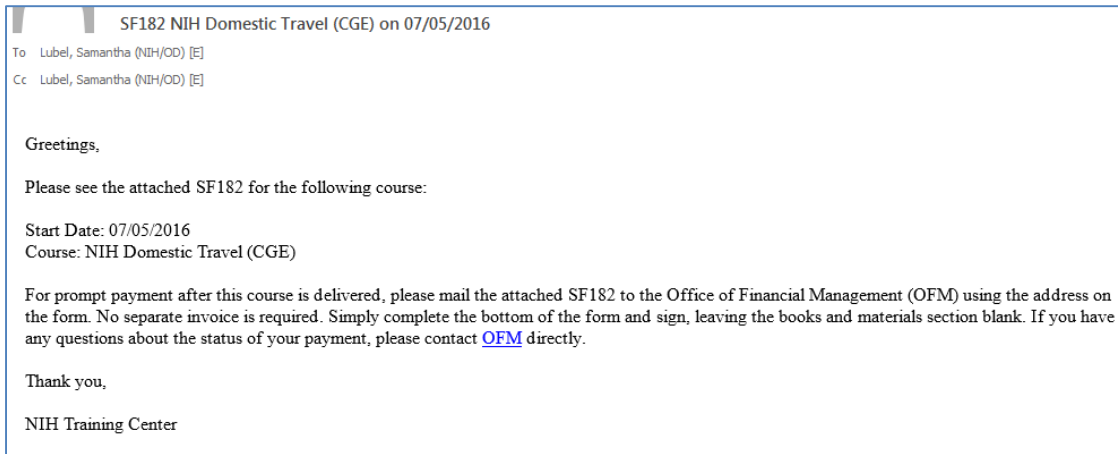 SF182 NIH Domestic Travel (CGE) on 07/05/2016
To Lubel, Samantha (NIH/OD) [E]
Cc Lubel, Samantha (NIH/OD) [E]
Greetings,
Please see the attached SF182 for the following course:
Start Date: 07/05/2016
Course: NIH Domestic Travel (CGE)
For prompt payment after this course is delivered, please mail the attached SF182 to the Office of Financial Management (OFM) using the address on
the form. No separate invoice is required. Simply complete the bottom of the form and sign, leaving the books and materials section blank. If you have
any questions about the status of your payment, please contact OFM directly.
Thank you,
NIH Training Center